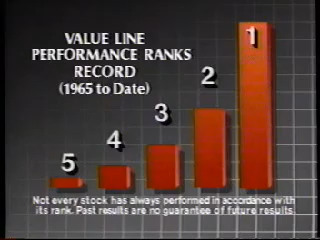 VALUE LINE
PERFORMANCE RANKS
RECORD
(1965 to Date)
1
2
3
4
5
Not every stock has always performed in accordance with
its rank. Past results are no guarantee of future results.